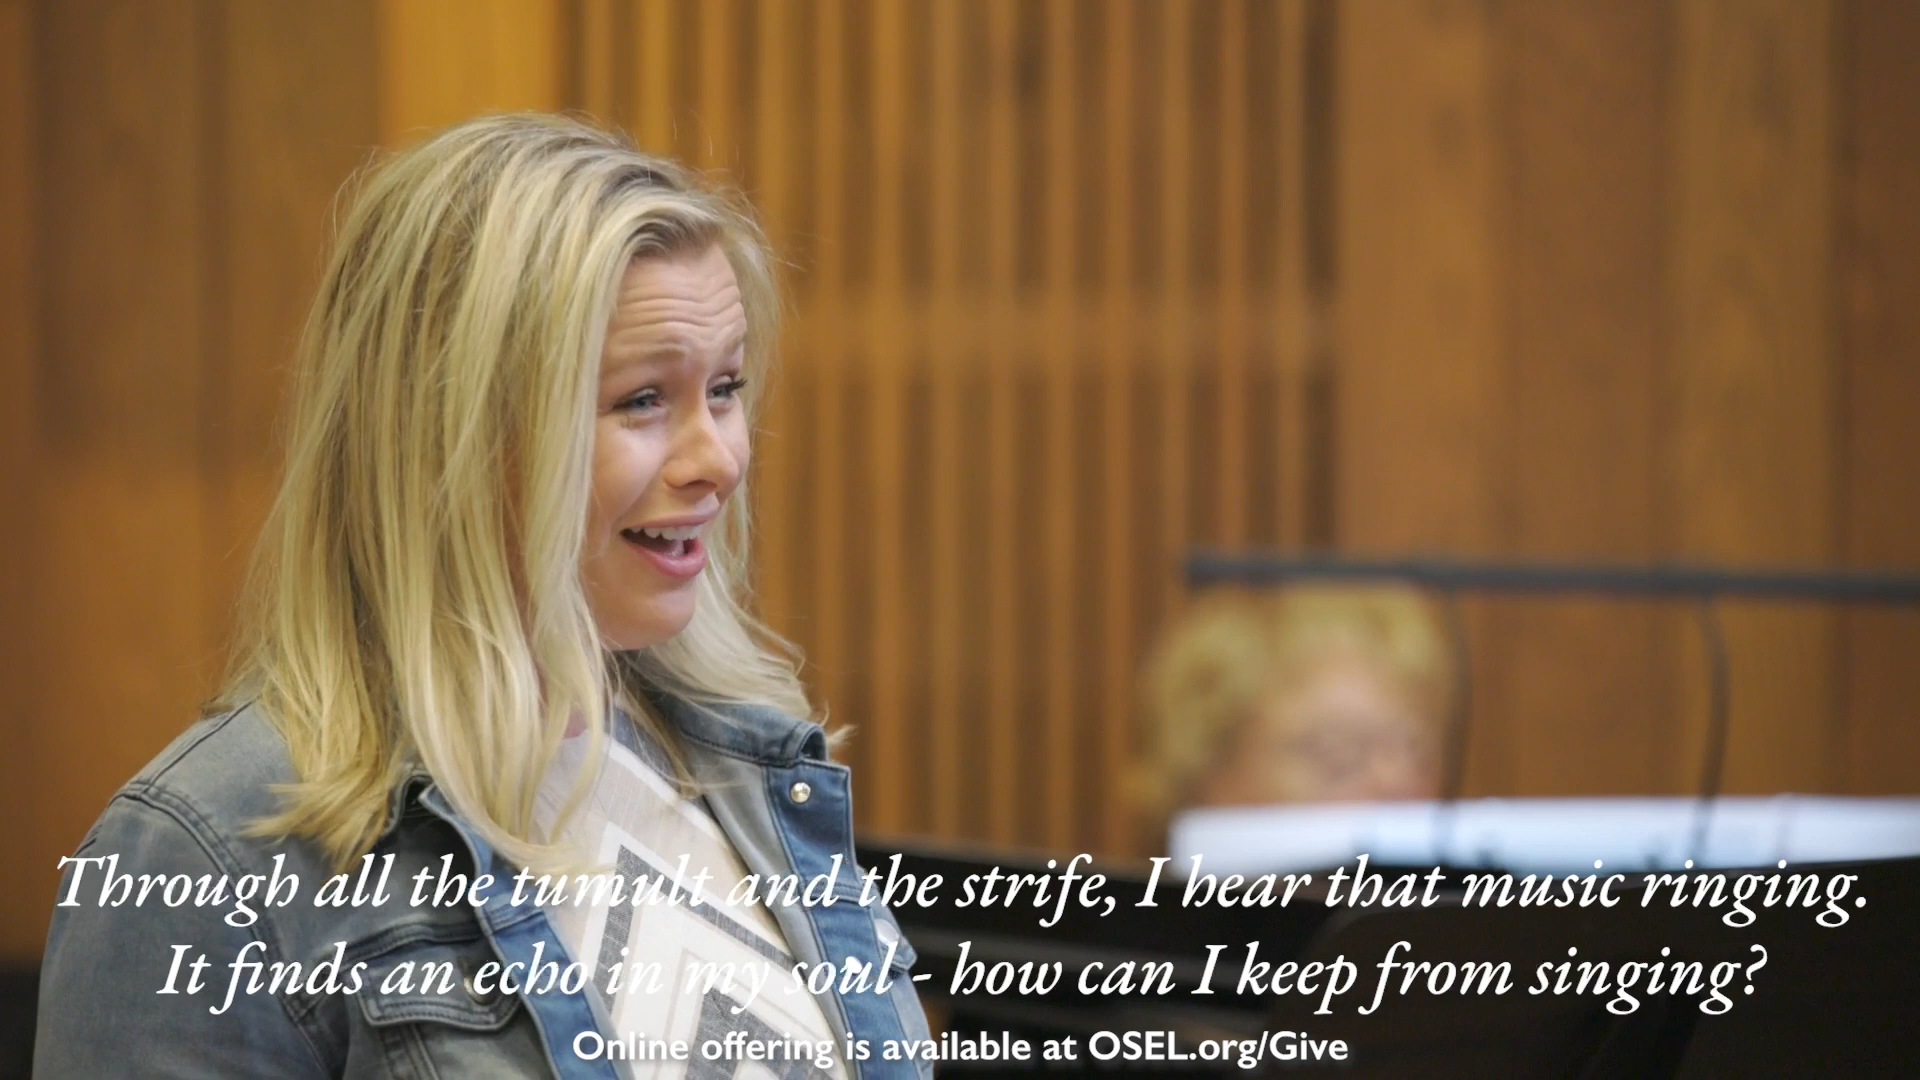 Through all the tumult and the strife, I hear that music ringing.
It finds an echo in my soul - how can I keep from singing?
Online offering is available at OSEL.org/Give